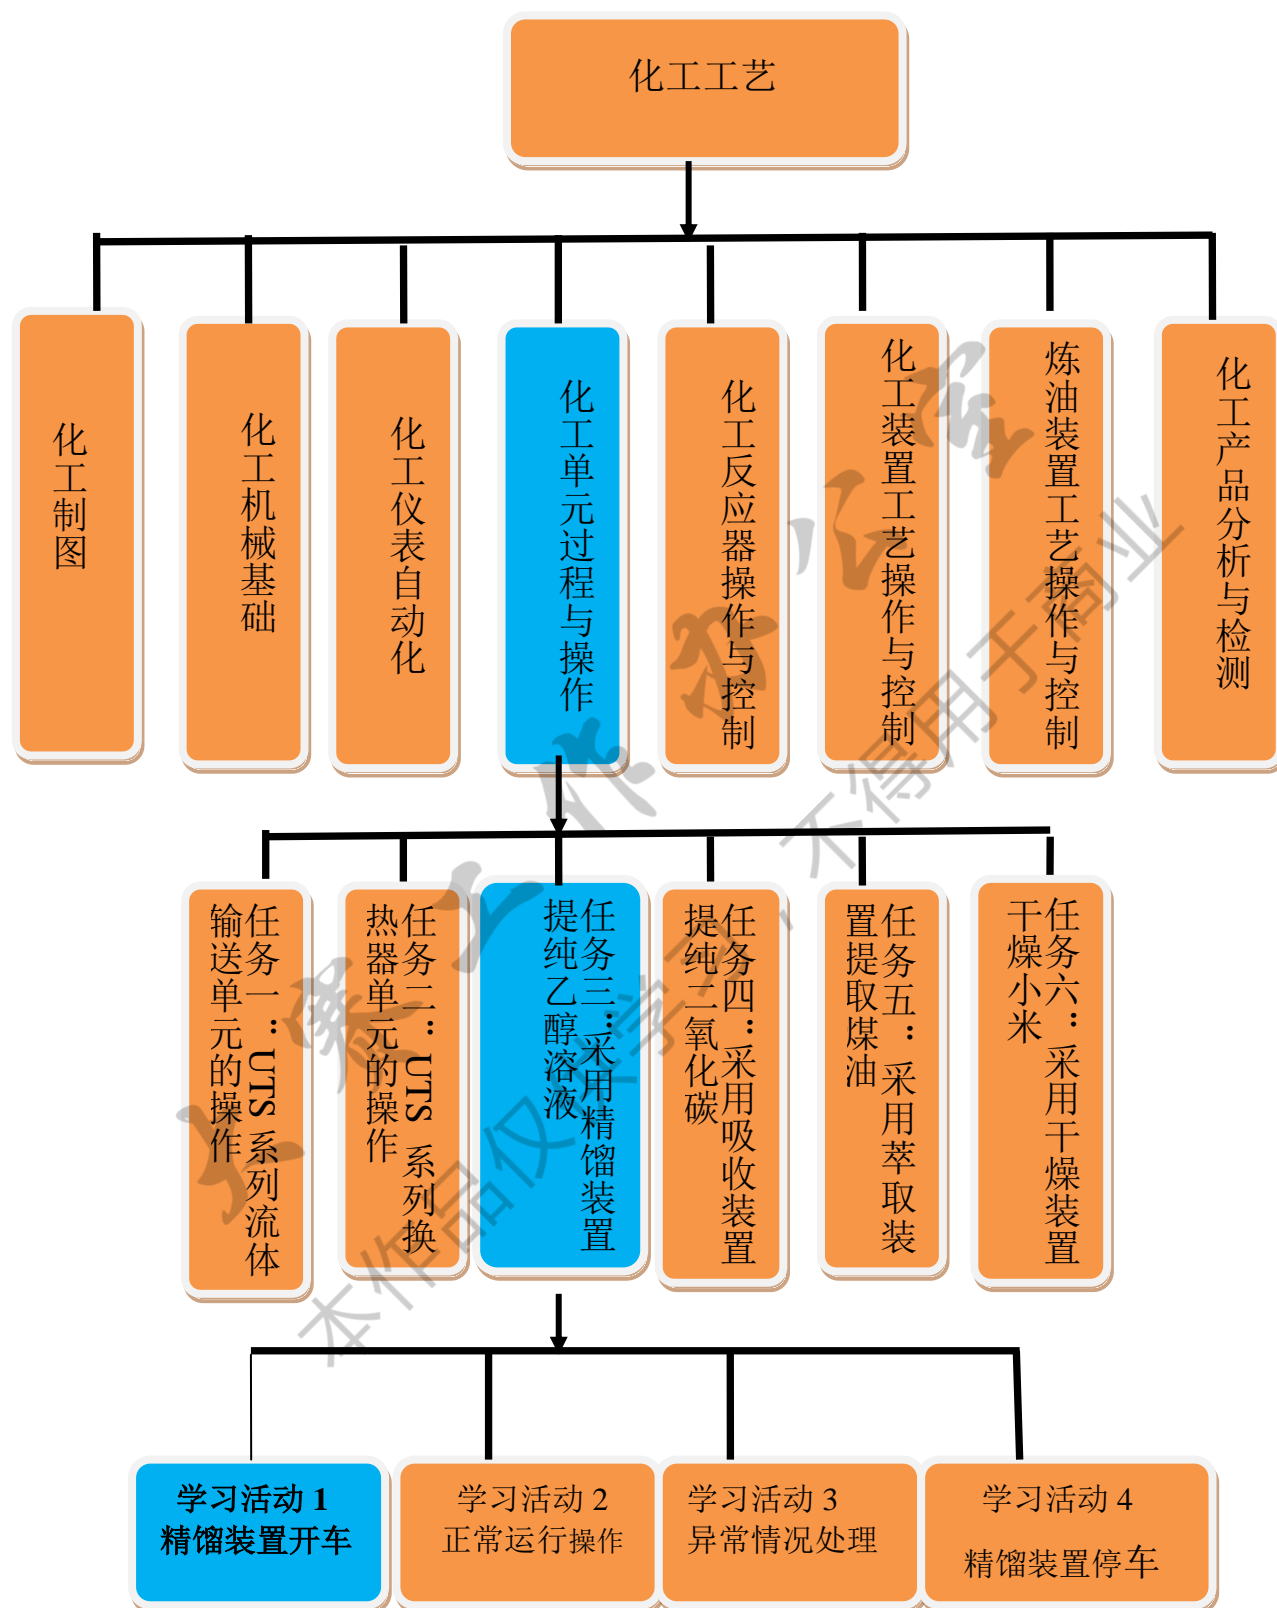 化工工艺
化工制图
化工机械基础
化工仪表自动化
化工单元过程与操作
化工反应器操作与控制
化工装置工艺操作与控制
炼油装置工艺操作与控制
化工产品分析与检测
任务一：UTS 系列流体
输送单元的操作
任务二：UTS 系列换
热器单元的操作
任务三：采用精馏装置
提纯乙醇溶液
任务四：采用吸收装置
提纯二氧化碳
任务五：采用萃取装
置提取煤油
任务六：采用干燥装置
干燥小米
学习活动 1
精馏装置开车
学习活动 2
正常运行操作
学习活动 3
异常情况处理
学习活动 4
精馏装置停车
大赛工作办公室
本作品仅供学习，不得用于商业